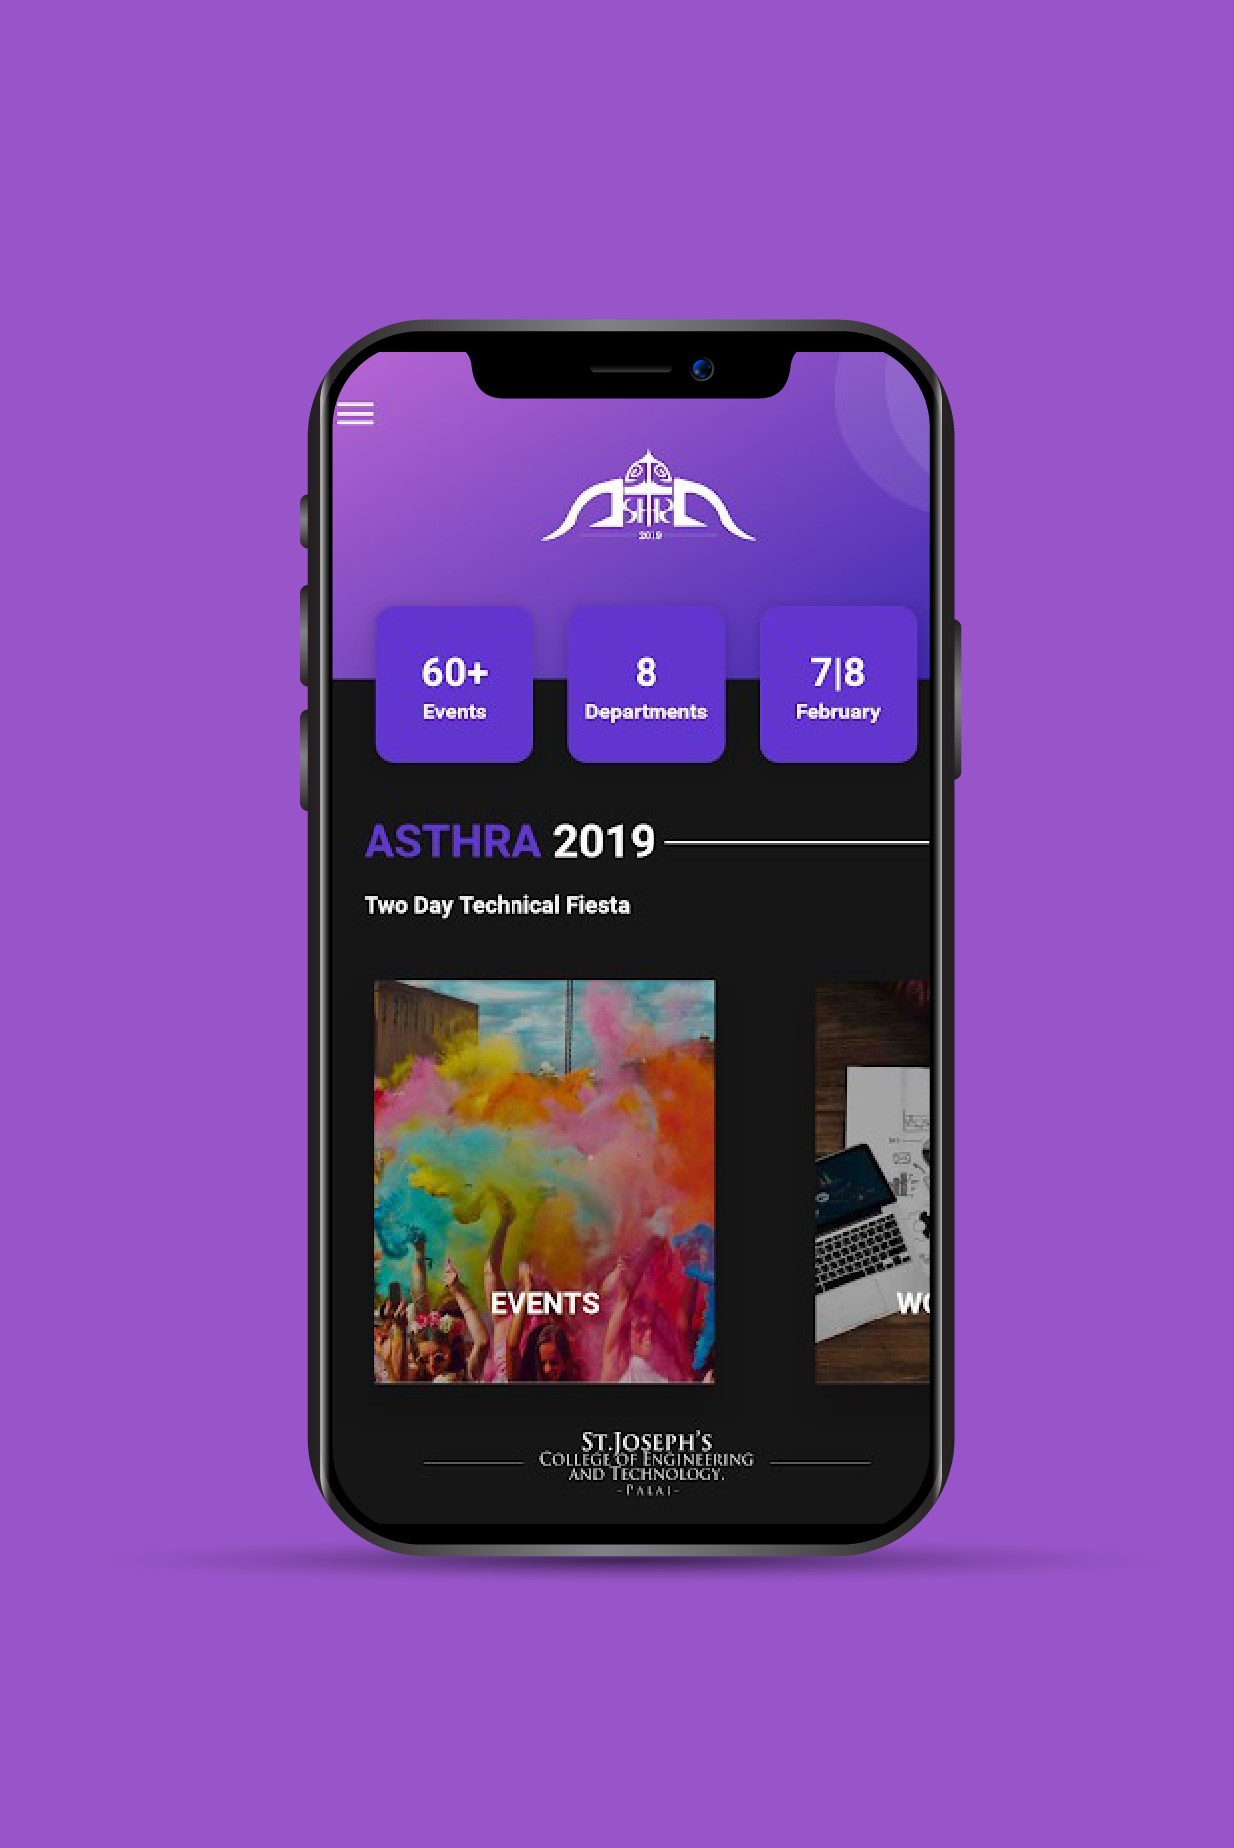 ASTHRA
2019
60+
Events
8
Departments
7|8
February
ASTHRA 2019
Two Day Technical Fiesta
EVENTS
WO
ST.JOSEPH'S
COLLEGE OF ENGINEERING
AND TECHNOLOGY.
-PALAI-